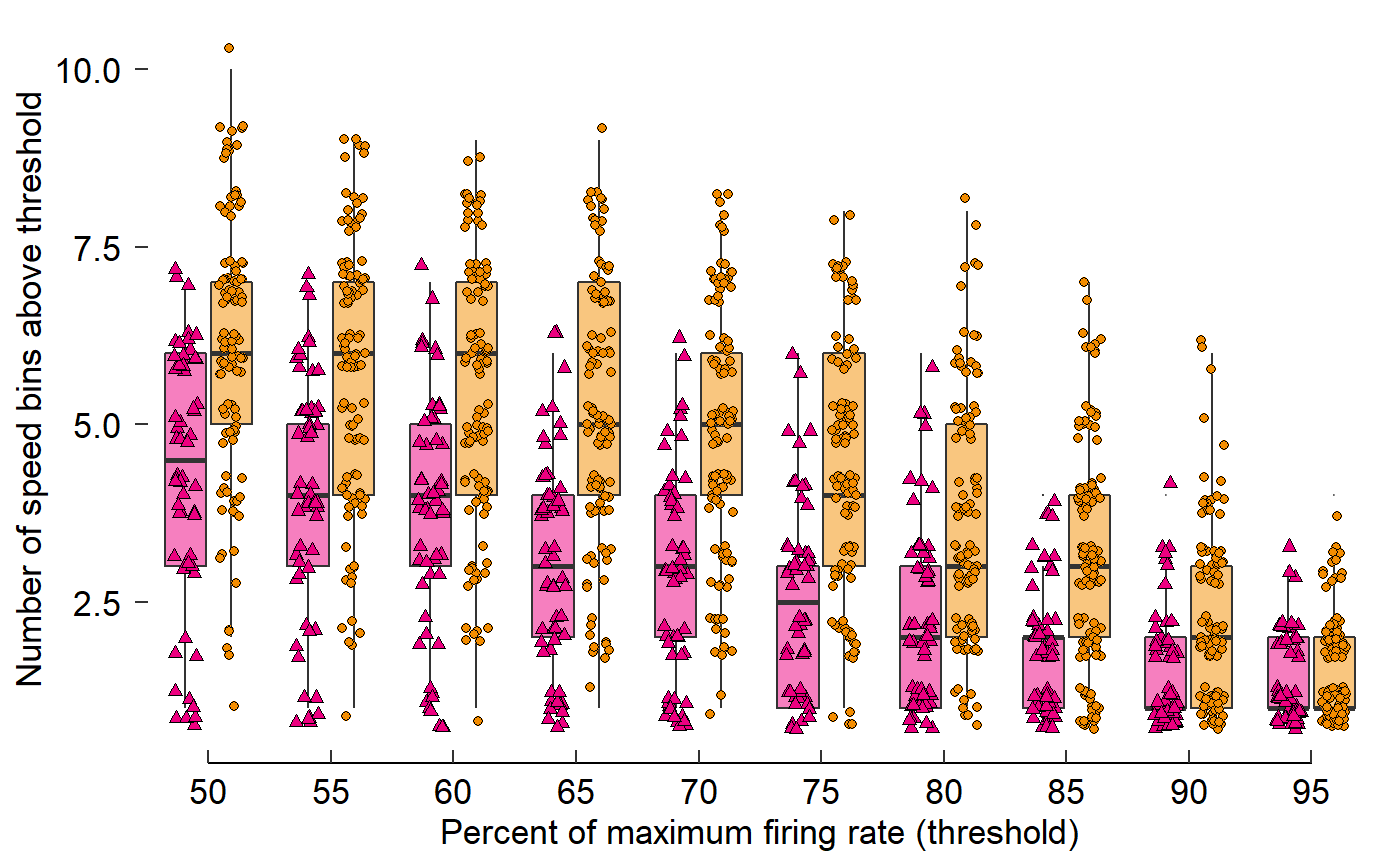 Number of speed bins above threshold
10.0
7.5
5.0
2.5
50 55 60 65 70 75 80 85 90 95
Percent of maximum firing rate (threshold)